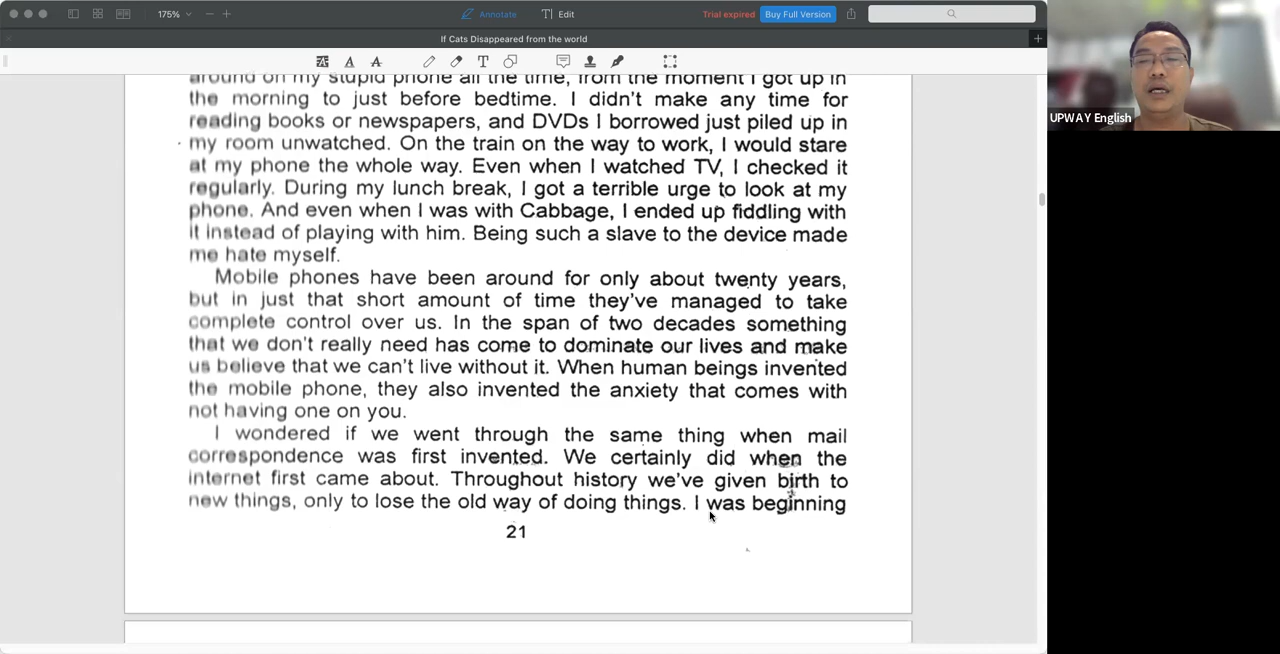 175%
Annotate
Edit
Trial expired
Buy Full Version
If Cats Disappeared from the world
around on my stupid phone all the time, from the moment I got up in
the morning to just before bedtime. I didn't make any time for
reading books or newspapers, and DVDs I borrowed just piled up in
my room unwatched. On the train on the way to work, I would stare
at my phone the whole way. Even when I watched TV, I checked it
regularly. During my lunch break, I got a terrible urge to look at my
phone. And even when I was with Cabbage, I ended up fiddling with
it instead of playing with him. Being such a slave to the device made
me hate myself.
Mobile phones have been around for only about twenty years,
but in just that short amount of time they've managed to take
complete control over us. In the span of two decades something
that we don't really need has come to dominate our lives and make
us believe that we can't live without it. When human beings invented
the mobile phone, they also invented the anxiety that comes with
not having one on you.
I wondered if we went through the same thing when mail
correspondence was first invented. We certainly did when the
internet first came about. Throughout history we've given birth to
new things, only to lose the old way of doing things. I was beginning
21
UPWAY English